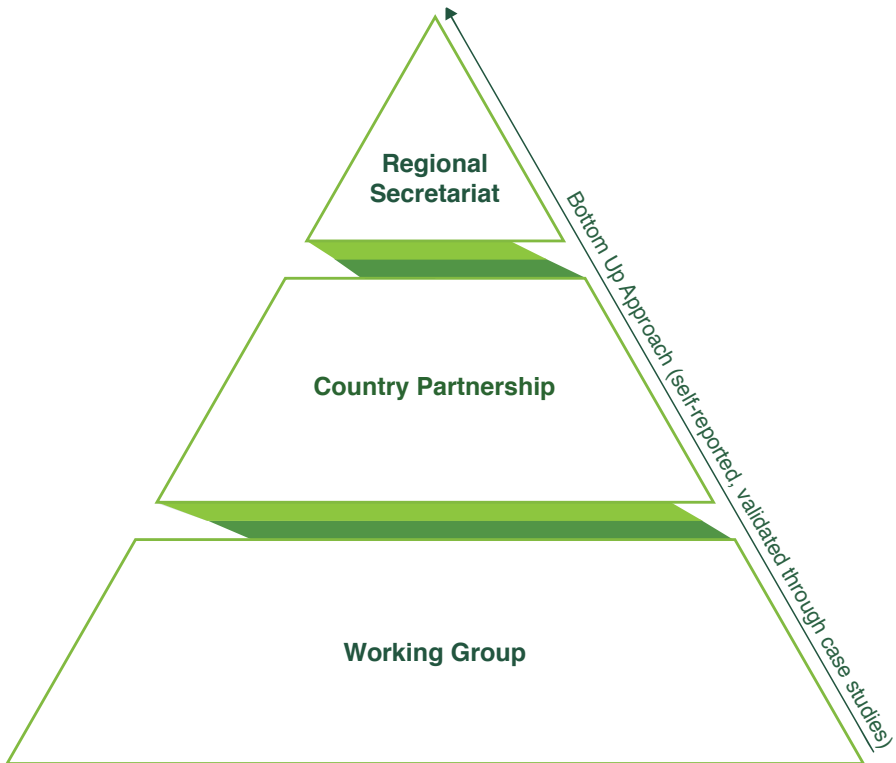 Regional
Secretariat
Bottom Up Approach (self-reported, validated through case studies)
Country Partnership
Working Group